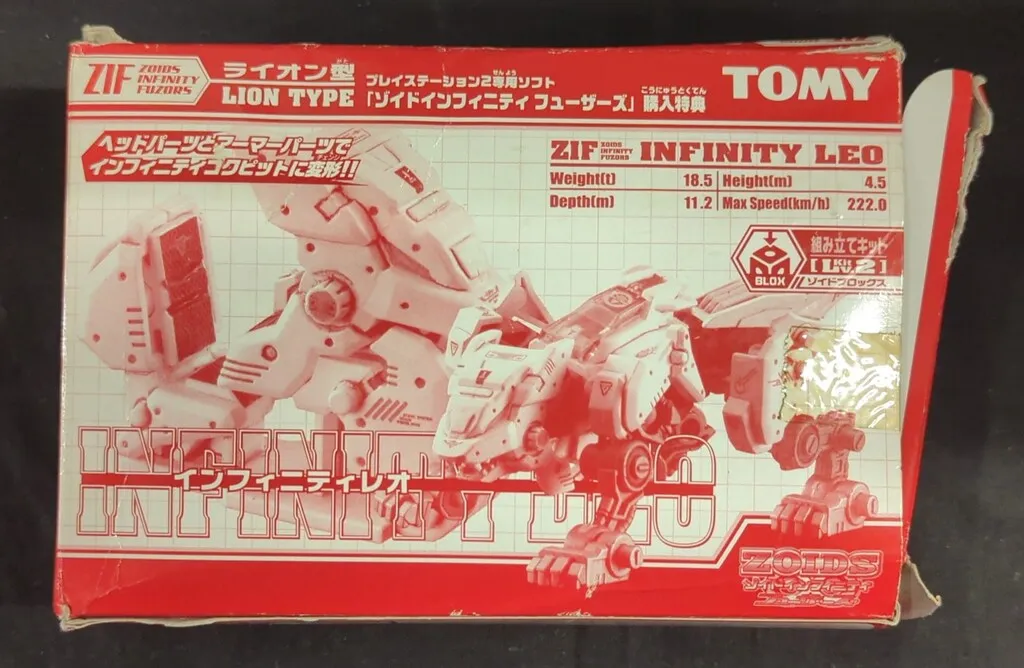 ZIF ZOIDS
INFINITY
FUZORS
ライオン型
LION TYPE
プレイステーション2専用ソフト
「ゾイドインフィニティ フューザーズ」購入特典
TOMY
ヘッドパーツとアーマーパーツで
インフィニティコクピットに変形!!
ZIF ZOIDS
INFINITY
FUZORS
INFINITY LEO
Weight(t) 18.5 Height(m) 4.5
Depth(m) 11.2 Max Speed(km/h) 222.0
BLOX
組み立てキット
[Kit Lv.2]
ゾイドブロックス
INFINITY LEO
インフィニティレオ
ZOIDS